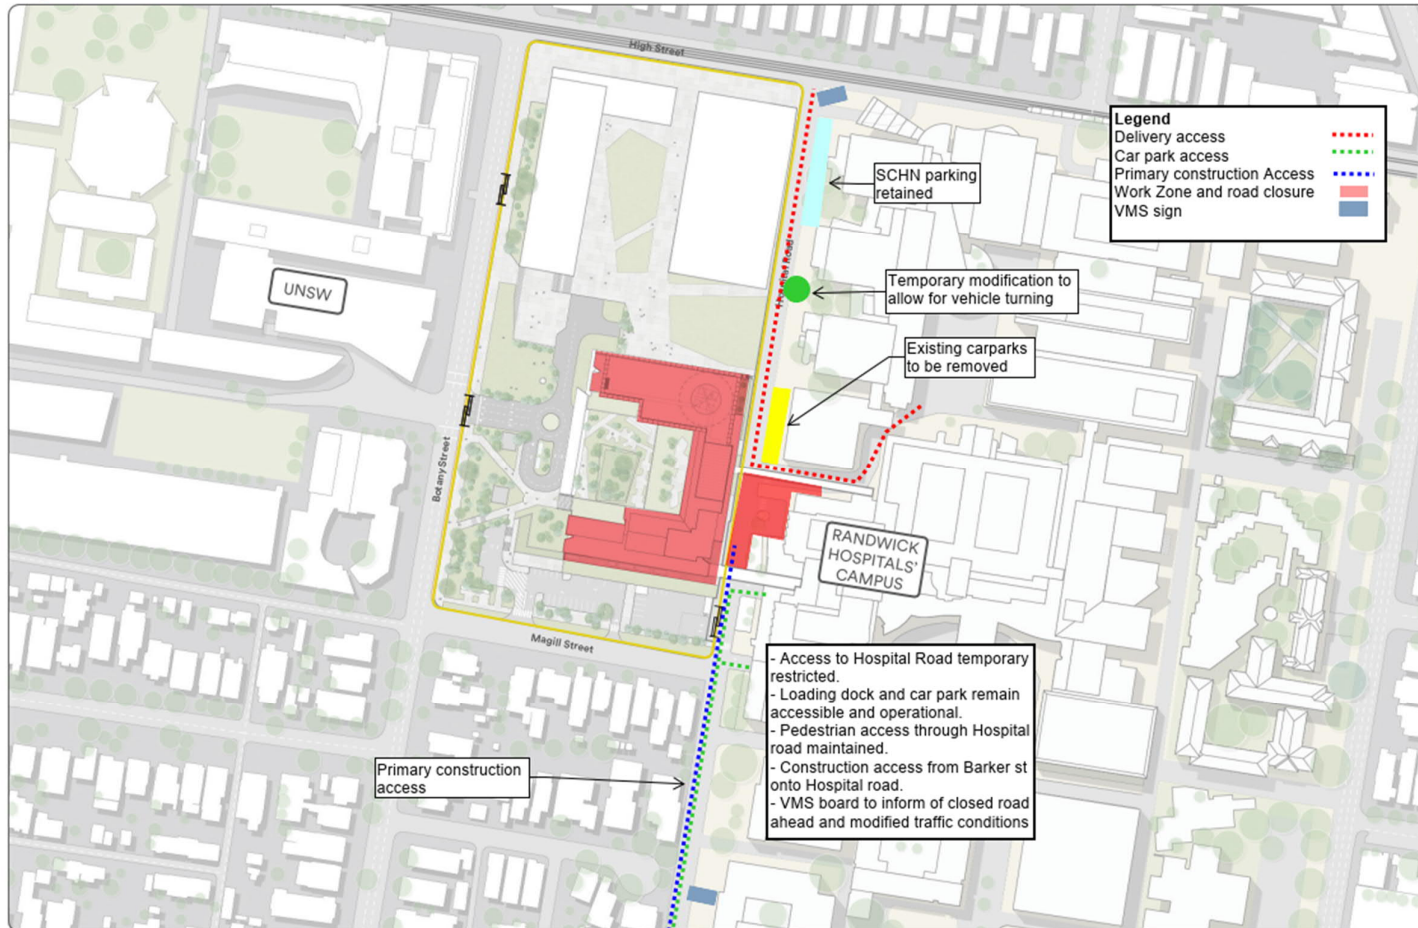 High Street
Legend
Delivery access
Car park access
Primary construction Access
Work Zone and road closure
VMS sign
SCHN parking
retained
UNSW
Temporary modification to
allow for vehicle turning
Existing carparks
to be removed
Botany Street
RANDWICK
HOSPITALS'
CAMPUS
Magill Street
- Access to Hospital Road temporary
restricted.
- Loading dock and car park remain
accessible and operational.
- Pedestrian access through Hospital
road maintained.
- Construction access from Barker st
onto Hospital road.
- VMS board to inform of closed road
ahead and modified traffic conditions
Primary construction
access